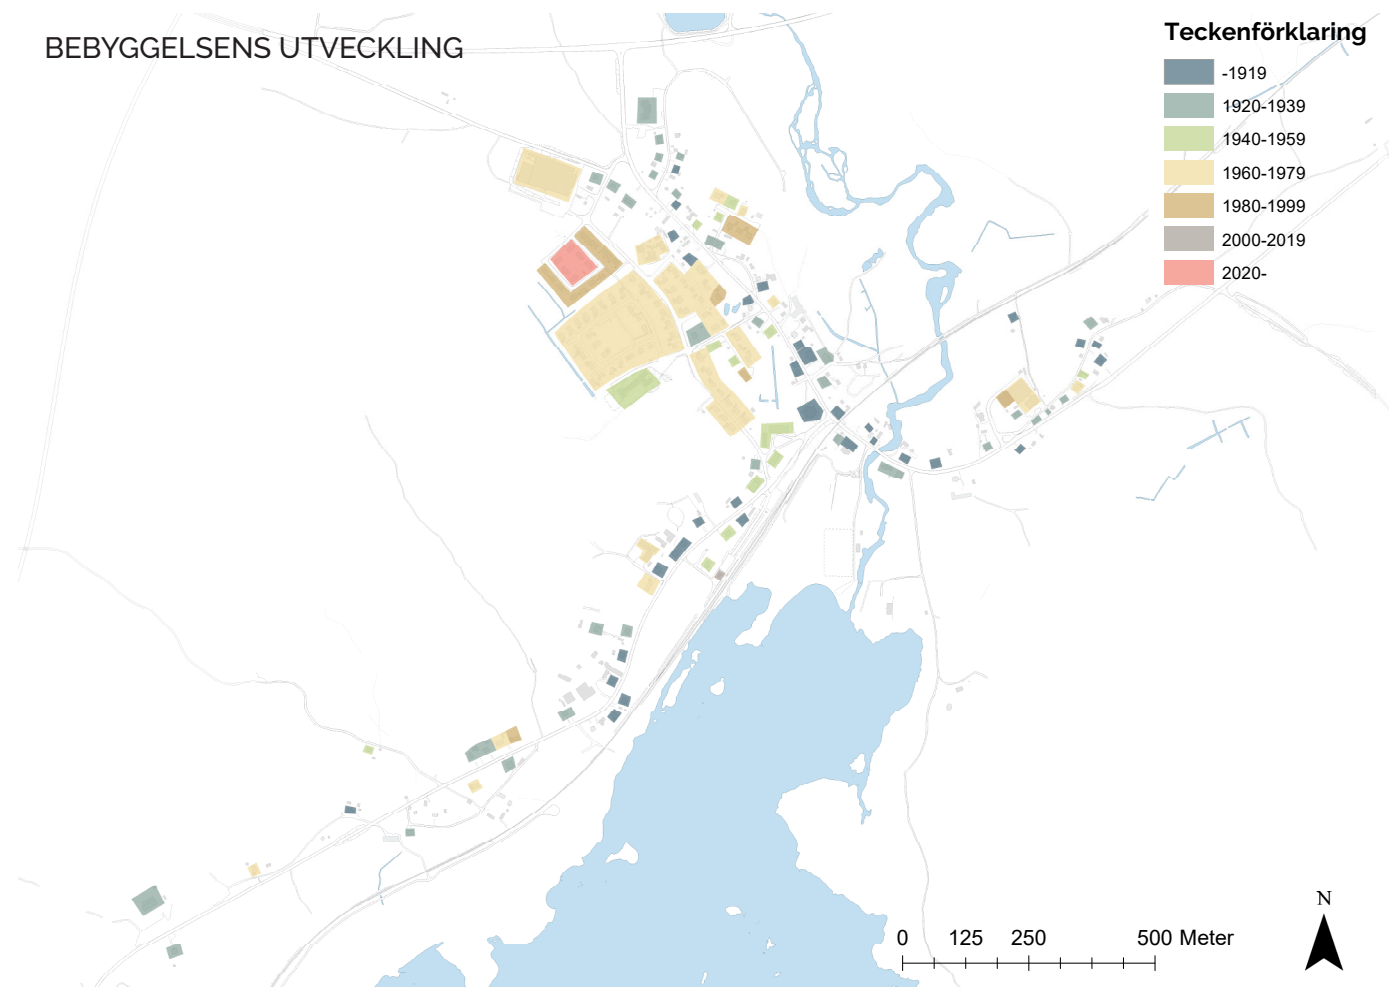 BEBYGGELSENS UTVECKLING
Teckenförklaring
-1919
1920-1939
1940-1959
1960-1979
1980-1999
2000-2019
2020-
N
0 125 250 500 Meter